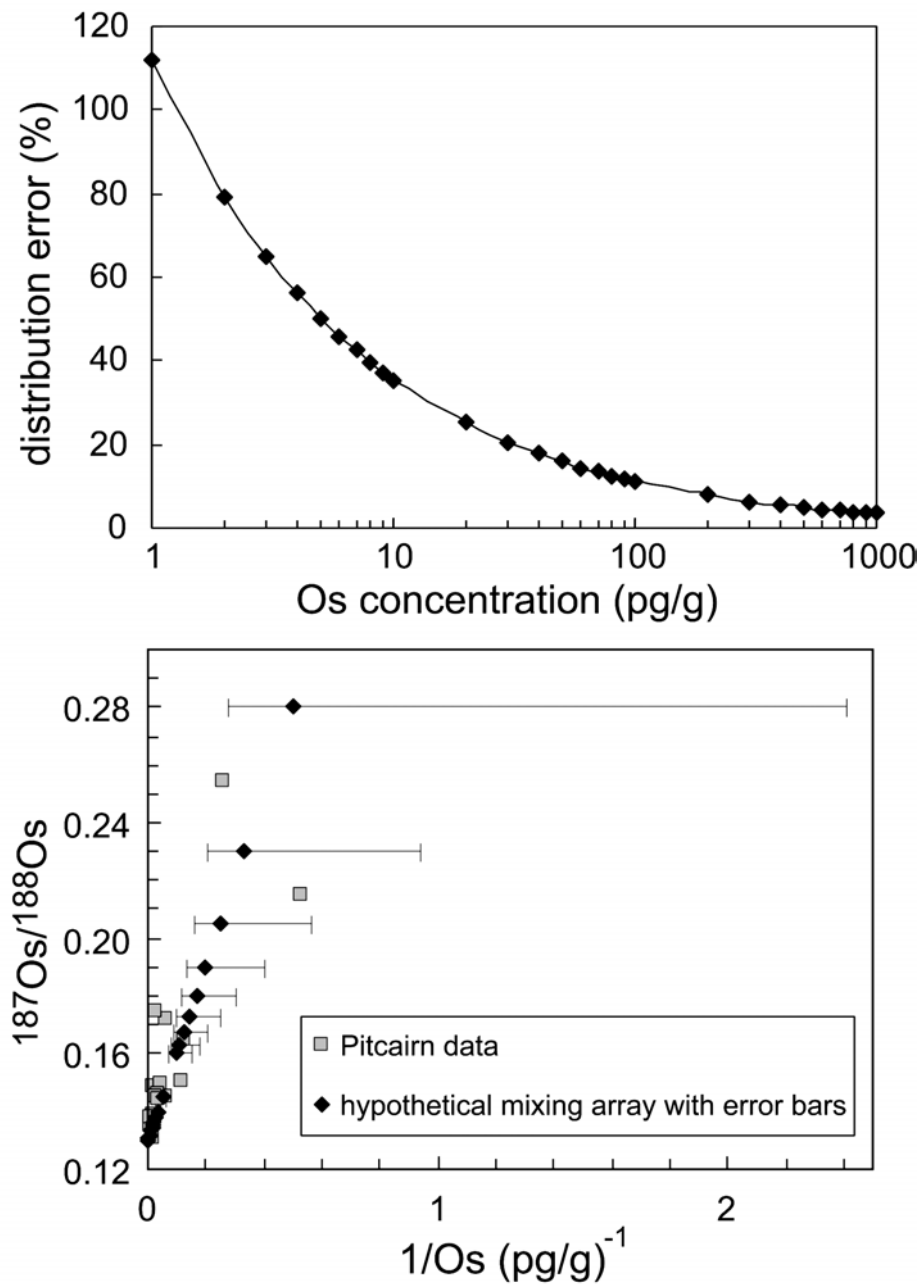 120
100
80
60
40
20
0
distribution error (%)
1 10 100 1000
Os concentration (pg/g)
0.28
0.24
0.20
0.16
0.12
187Os/188Os
Pitcairn data
hypothetical mixing array with error bars
0 1 2
1/Os (pg/g)-1